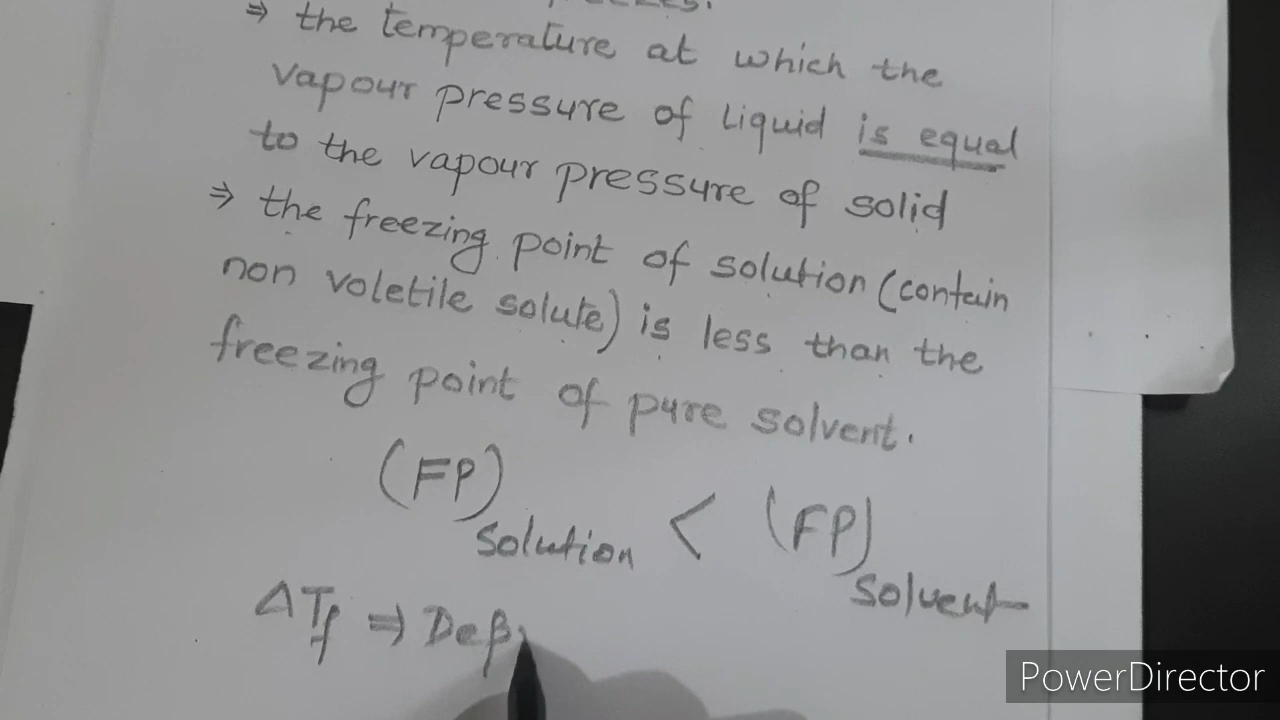 ⇒ the temperature at which the
vapour pressure of liquid is equal
to the vapour pressure of solid
⇒ the freezing point of solution (contain
non voletile solute) is less than the
freezing point of pure solvent.
(FP)solution < (FP)solvent
ΔTf ⇒ Dep
PowerDirector